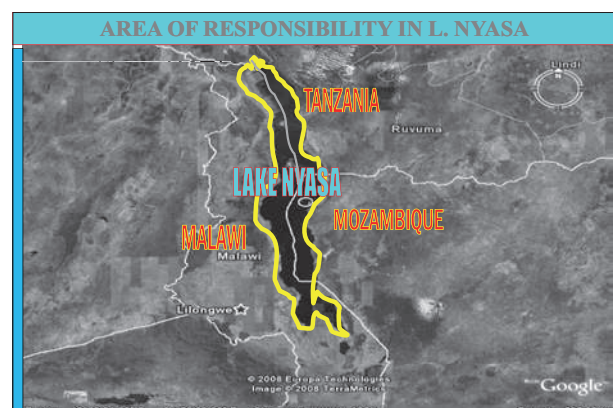 AREA OF RESPONSIBILITY IN L. NYASA
Lindi
N
TANZANIA
Ruvuma
LAKE NYASA
MOZAMBIQUE
MALAWI
Malawi
Lilongwe
© 2008 Europa Technologies
Image © 2008 TerraMetrics
Google